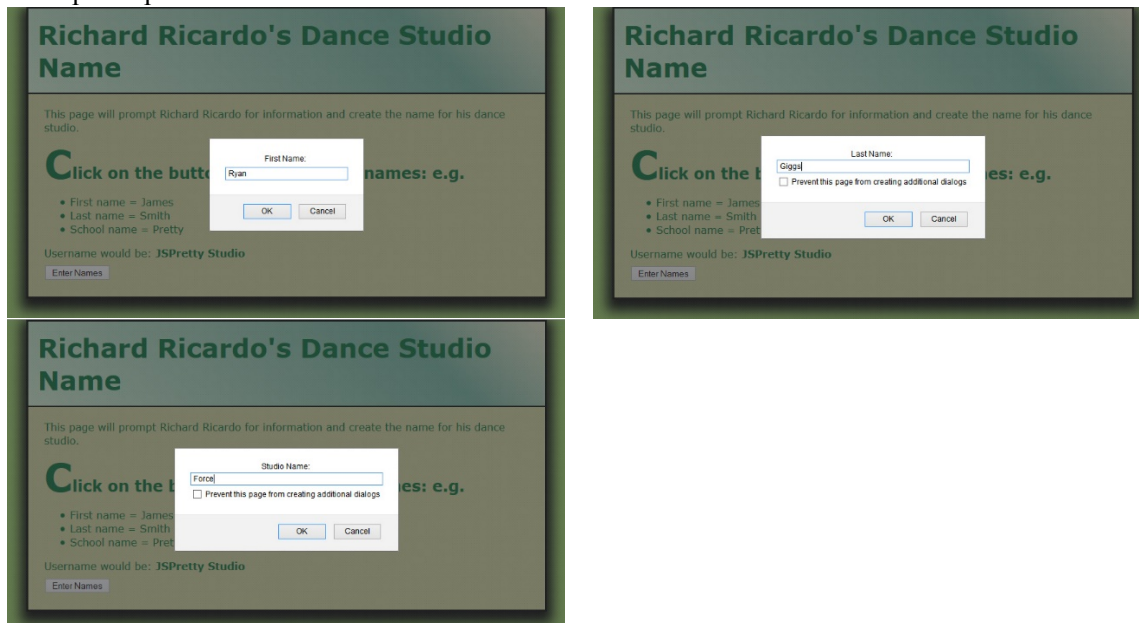 Richard Ricardo's Dance Studio
Name
This page will prompt Richard Ricardo for information and create the name for his dance
studio.
Click on the butto
names: e.g.
First Name:
Ryan
OK Cancel
• First name = James
• Last name = Smith
• School name = Pretty
Username would be: JSPretty Studio
Enter Names
Richard Ricardo's Dance Studio
Name
This page will prompt Richard Ricardo for information and create the name for his dance
studio.
Click on the b
es: e.g.
Last Name:
Giggs
Prevent this page from creating additional dialogs
OK Cancel
• First name = James
• Last name = Smith
• School name = Pret
Username would be: JSPretty Studio
Enter Names
Richard Ricardo's Dance Studio
Name
This page will prompt Richard Ricardo for information and create the name for his dance
studio.
Click on the b
es: e.g.
Studio Name:
Force
Prevent this page from creating additional dialogs
OK Cancel
• First name = James
• Last name = Smith
• School name = Pret
Username would be: JSPretty Studio
Enter Names